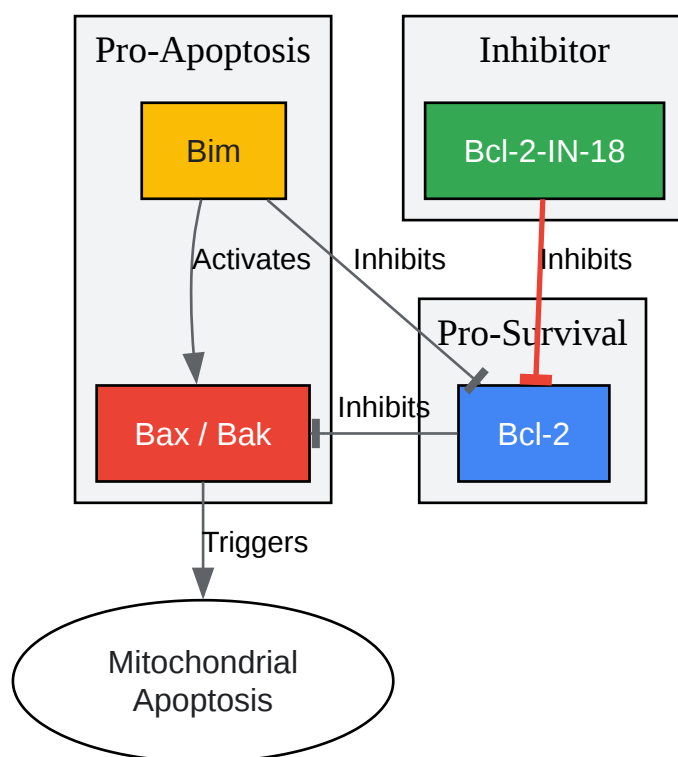 Pro-Apoptosis
Inhibitor
Bim
Bcl-2-IN-18
Activates
Inhibits
Inhibits
Pro-Survival
Inhibits
Bax / Bak
Bcl-2
Triggers
Mitochondrial
Apoptosis